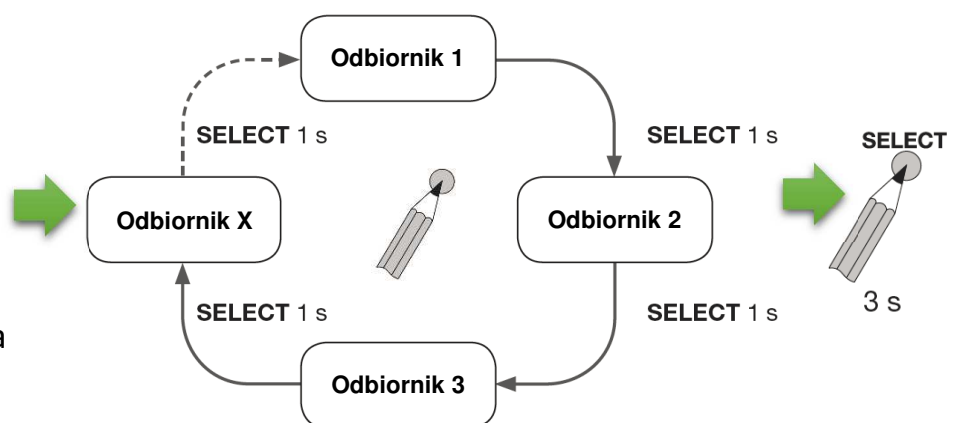 Odbiornik 1
SELECT 1 s
SELECT 1 s
SELECT
Odbiornik X
Odbiornik 2
3 s
SELECT 1 s
SELECT 1 s
a
Odbiornik 3